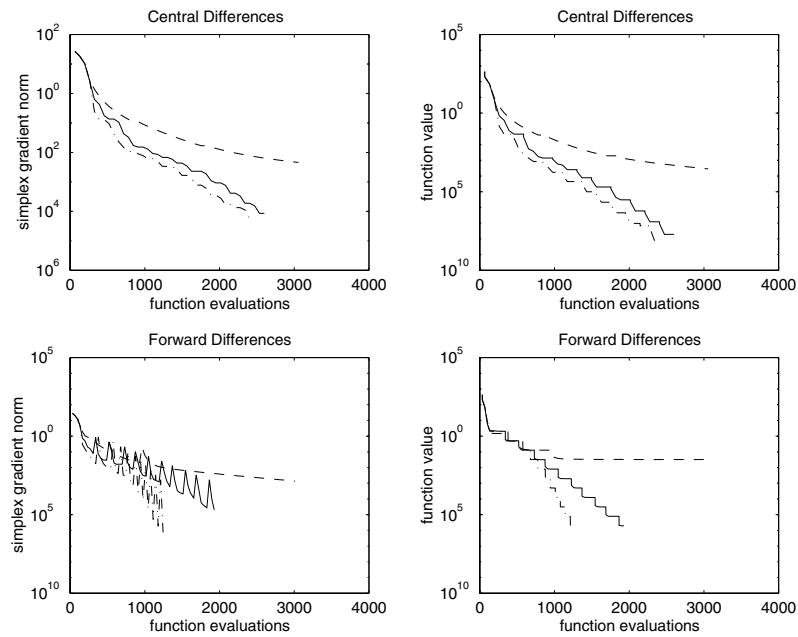 Central Differences
10^2
10^0
10^2
10^4
10^6
simplex gradient norm
0 1000 2000 3000 4000
function evaluations
Central Differences
10^5
10^0
10^5
10^10
function value
0 1000 2000 3000 4000
function evaluations
Forward Differences
10^5
10^0
10^5
10^10
simplex gradient norm
0 1000 2000 3000 4000
function evaluations
Forward Differences
10^5
10^0
10^5
10^10
function value
0 1000 2000 3000 4000
function evaluations